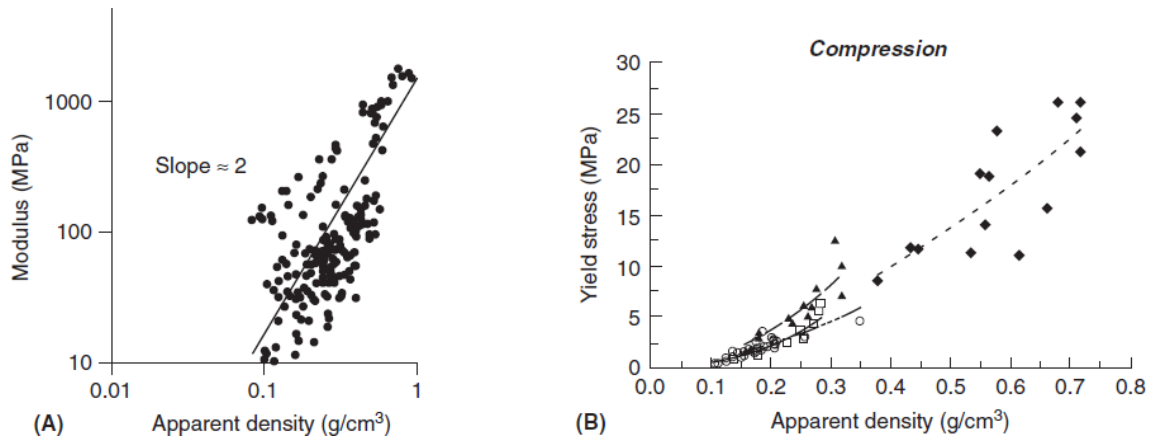 Modulus (MPa)
1000
100
10
Slope ≈ 2
0.01
0.1
1
(A)
Apparent density (g/cm³)
Compression
Yield stress (MPa)
30
25
20
15
10
5
0
0.0
0.1
0.2
0.3
0.4
0.5
0.6
0.7
0.8
(B)
Apparent density (g/cm³)